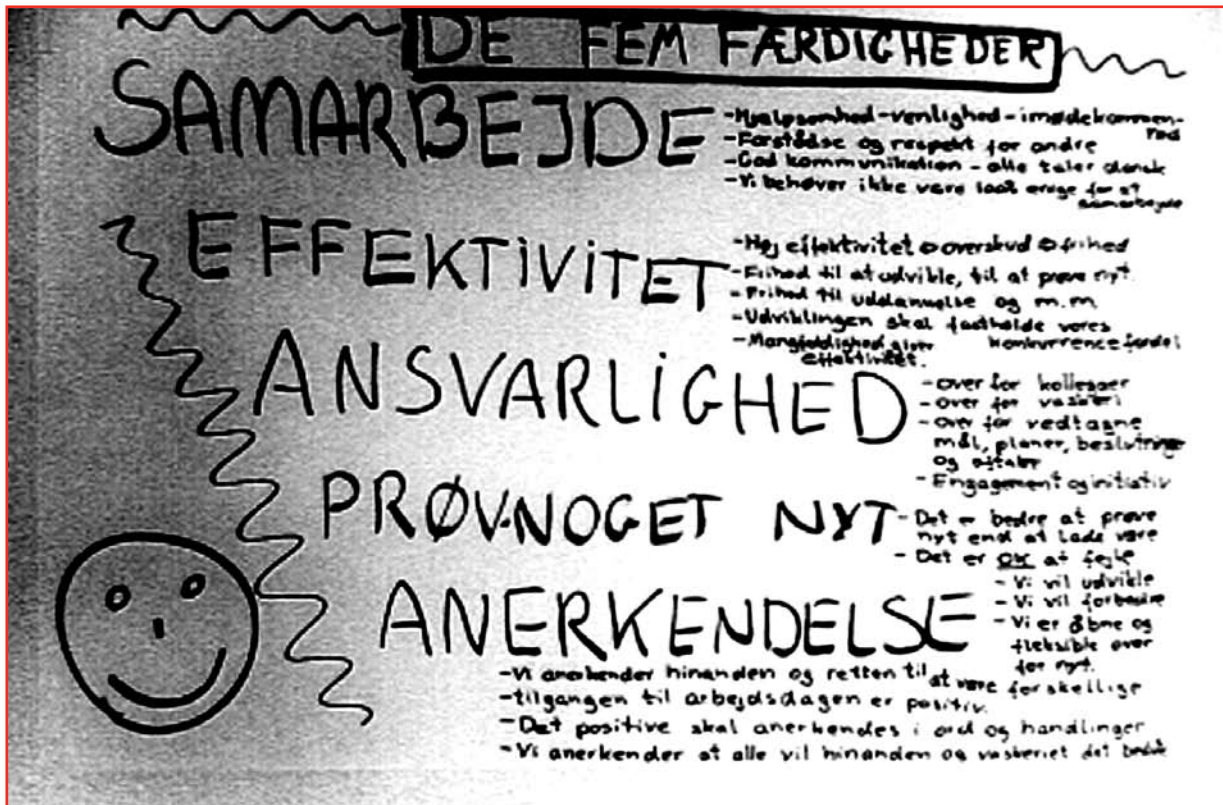 DE FEM FÆRDIGHEDER
SAMARBEJDE
- Hjælpsomhed - venlighed - imødekommen-
hed
- Forståelse og respekt for andre
- God kommunikation - alle taler dansk
- Vi behøver ikke være lige for at
samarbejde
EFFEKTIVITET
- Høj effektivitet overskud frihed
- Frihed til at udvikle, til at prøve nyt.
- Frihed til uddannelse og m.m
- Udviklingen skal fastholde vores
konkurrencefordel
- Mangfoldighed giver
effektivitet.
ANSVARLIGHED
- over for kollegaer
- over for vaskeri
- over for vedtagne
mål, planer, beslutninger
og aftaler
- Engagement og initiativ
PRØV-NOGET NYT
- Det er bedre at prøve
nyt end at lade være
- Det er OK at fejle
- Vi vil udvikle
- Vi vil forbedre
- Vi er åbne og
fleksible over
for nyt.
ANERKENDELSE
- Vi anerkender hinanden og retten til at være forskellige
- tilgangen til arbejdsdagen er positiv.
- Det positive skal anerkendes i ord og handlinger
- Vi anerkender at alle vil hinanden og vaskeriet det bedste